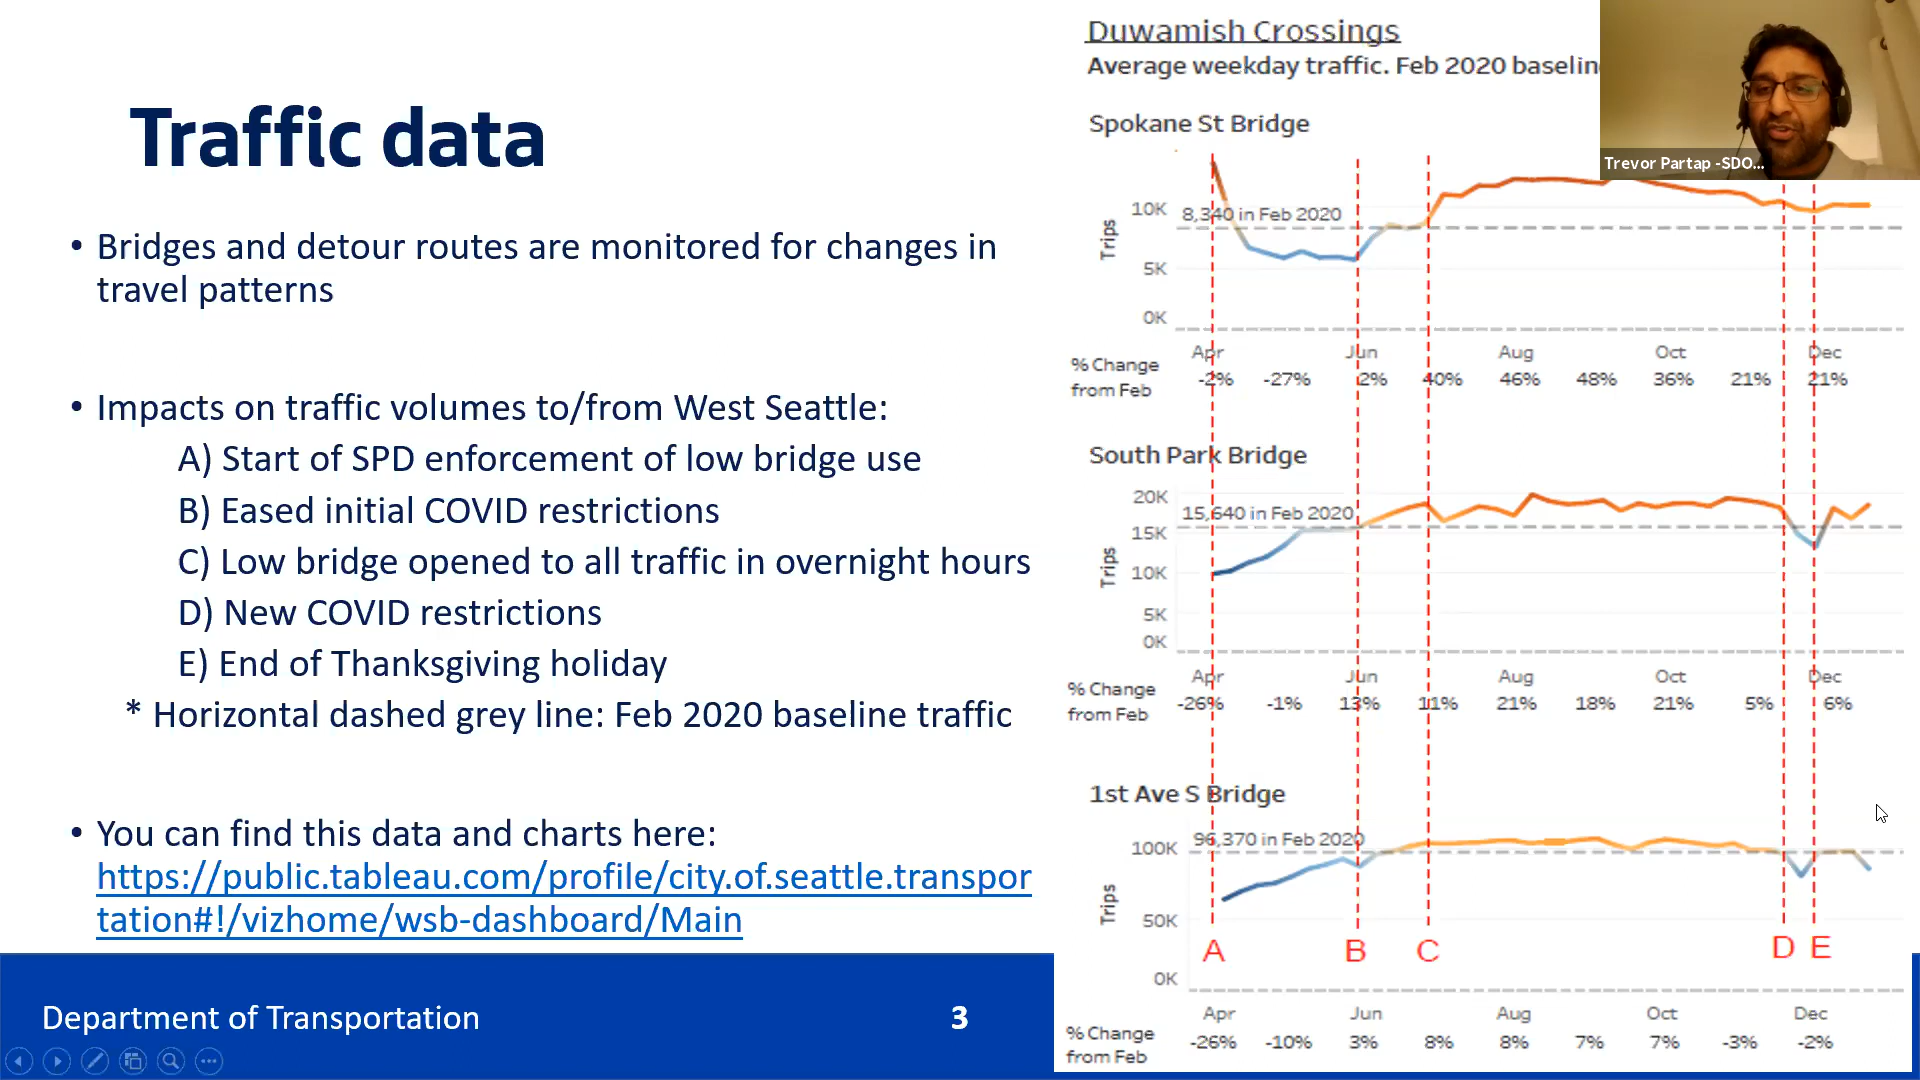 Traffic data
• Bridges and detour routes are monitored for changes in
travel patterns
• Impacts on traffic volumes to/from West Seattle:
A) Start of SPD enforcement of low bridge use
B) Eased initial COVID restrictions
C) Low bridge opened to all traffic in overnight hours
D) New COVID restrictions
E) End of Thanksgiving holiday
* Horizontal dashed grey line: Feb 2020 baseline traffic
• You can find this data and charts here:
https://public.tableau.com/profile/city.of.seattle.transpor
tation#!/vizhome/wsb-dashboard/Main
Department of Transportation
3
Duwamish Crossings
Average weekday traffic. Feb 2020 baselin
Trevor Partap -SDO...
Spokane St Bridge
10K
8,340 in Feb 2020
Trips
5K
0K
Apr Jun Aug Oct Dec
% Change
from Feb
-2% -27% 2% 40% 46% 48% 36% 21% 21%
South Park Bridge
20K
15,640 in Feb 2020
15K
Trips
10K
5K
0K
Apr Jun Aug Oct Dec
% Change
from Feb
-26% -1% 13% 11% 21% 18% 21% 5% 6%
1st Ave S Bridge
96,370 in Feb 2020
100K
Trips
50K
A B C D E
0K
Apr Jun Aug Oct Dec
% Change
from Feb
-26% -10% 3% 8% 8% 7% 7% -3% -2%